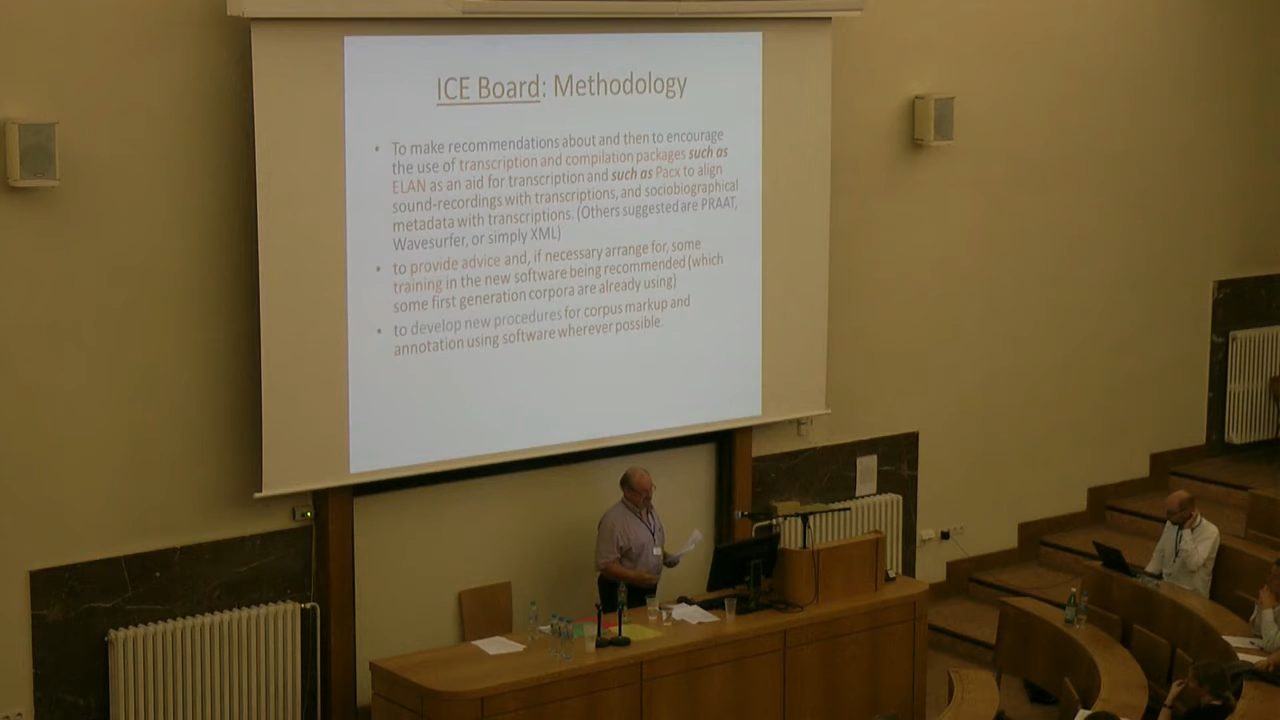 ICE Board: Methodology
• To make recommendations about and then to encourage
the use of transcription and compilation packages such as
ELAN as an aid for transcription and such as Pacx to align
sound-recordings with transcriptions, and sociobiographical
metadata with transcriptions. (Others suggested are PRAAT,
Wavesurfer, or simply XML)
• to provide advice and, if necessary arrange for, some
training in the new software being recommended (which
some first generation corpora are already using)
• to develop new procedures for corpus markup and
annotation using software wherever possible.